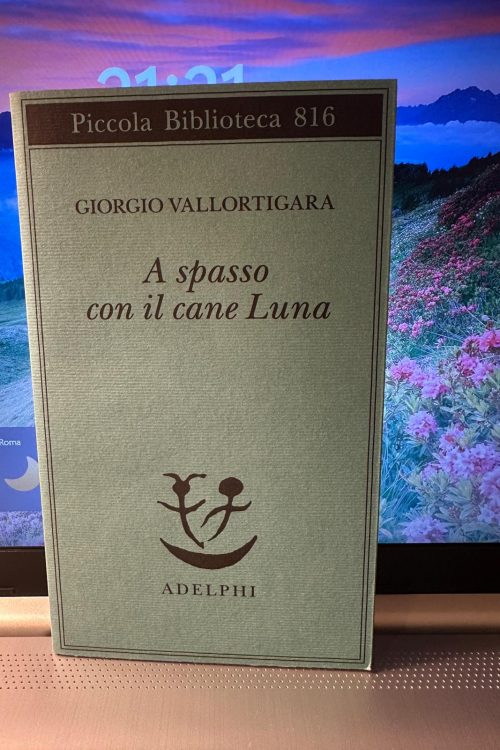 21:21
Piccola Biblioteca 816
GIORGIO VALLORTIGARA
A spasso
con il cane Luna
Roma
ADELPHI